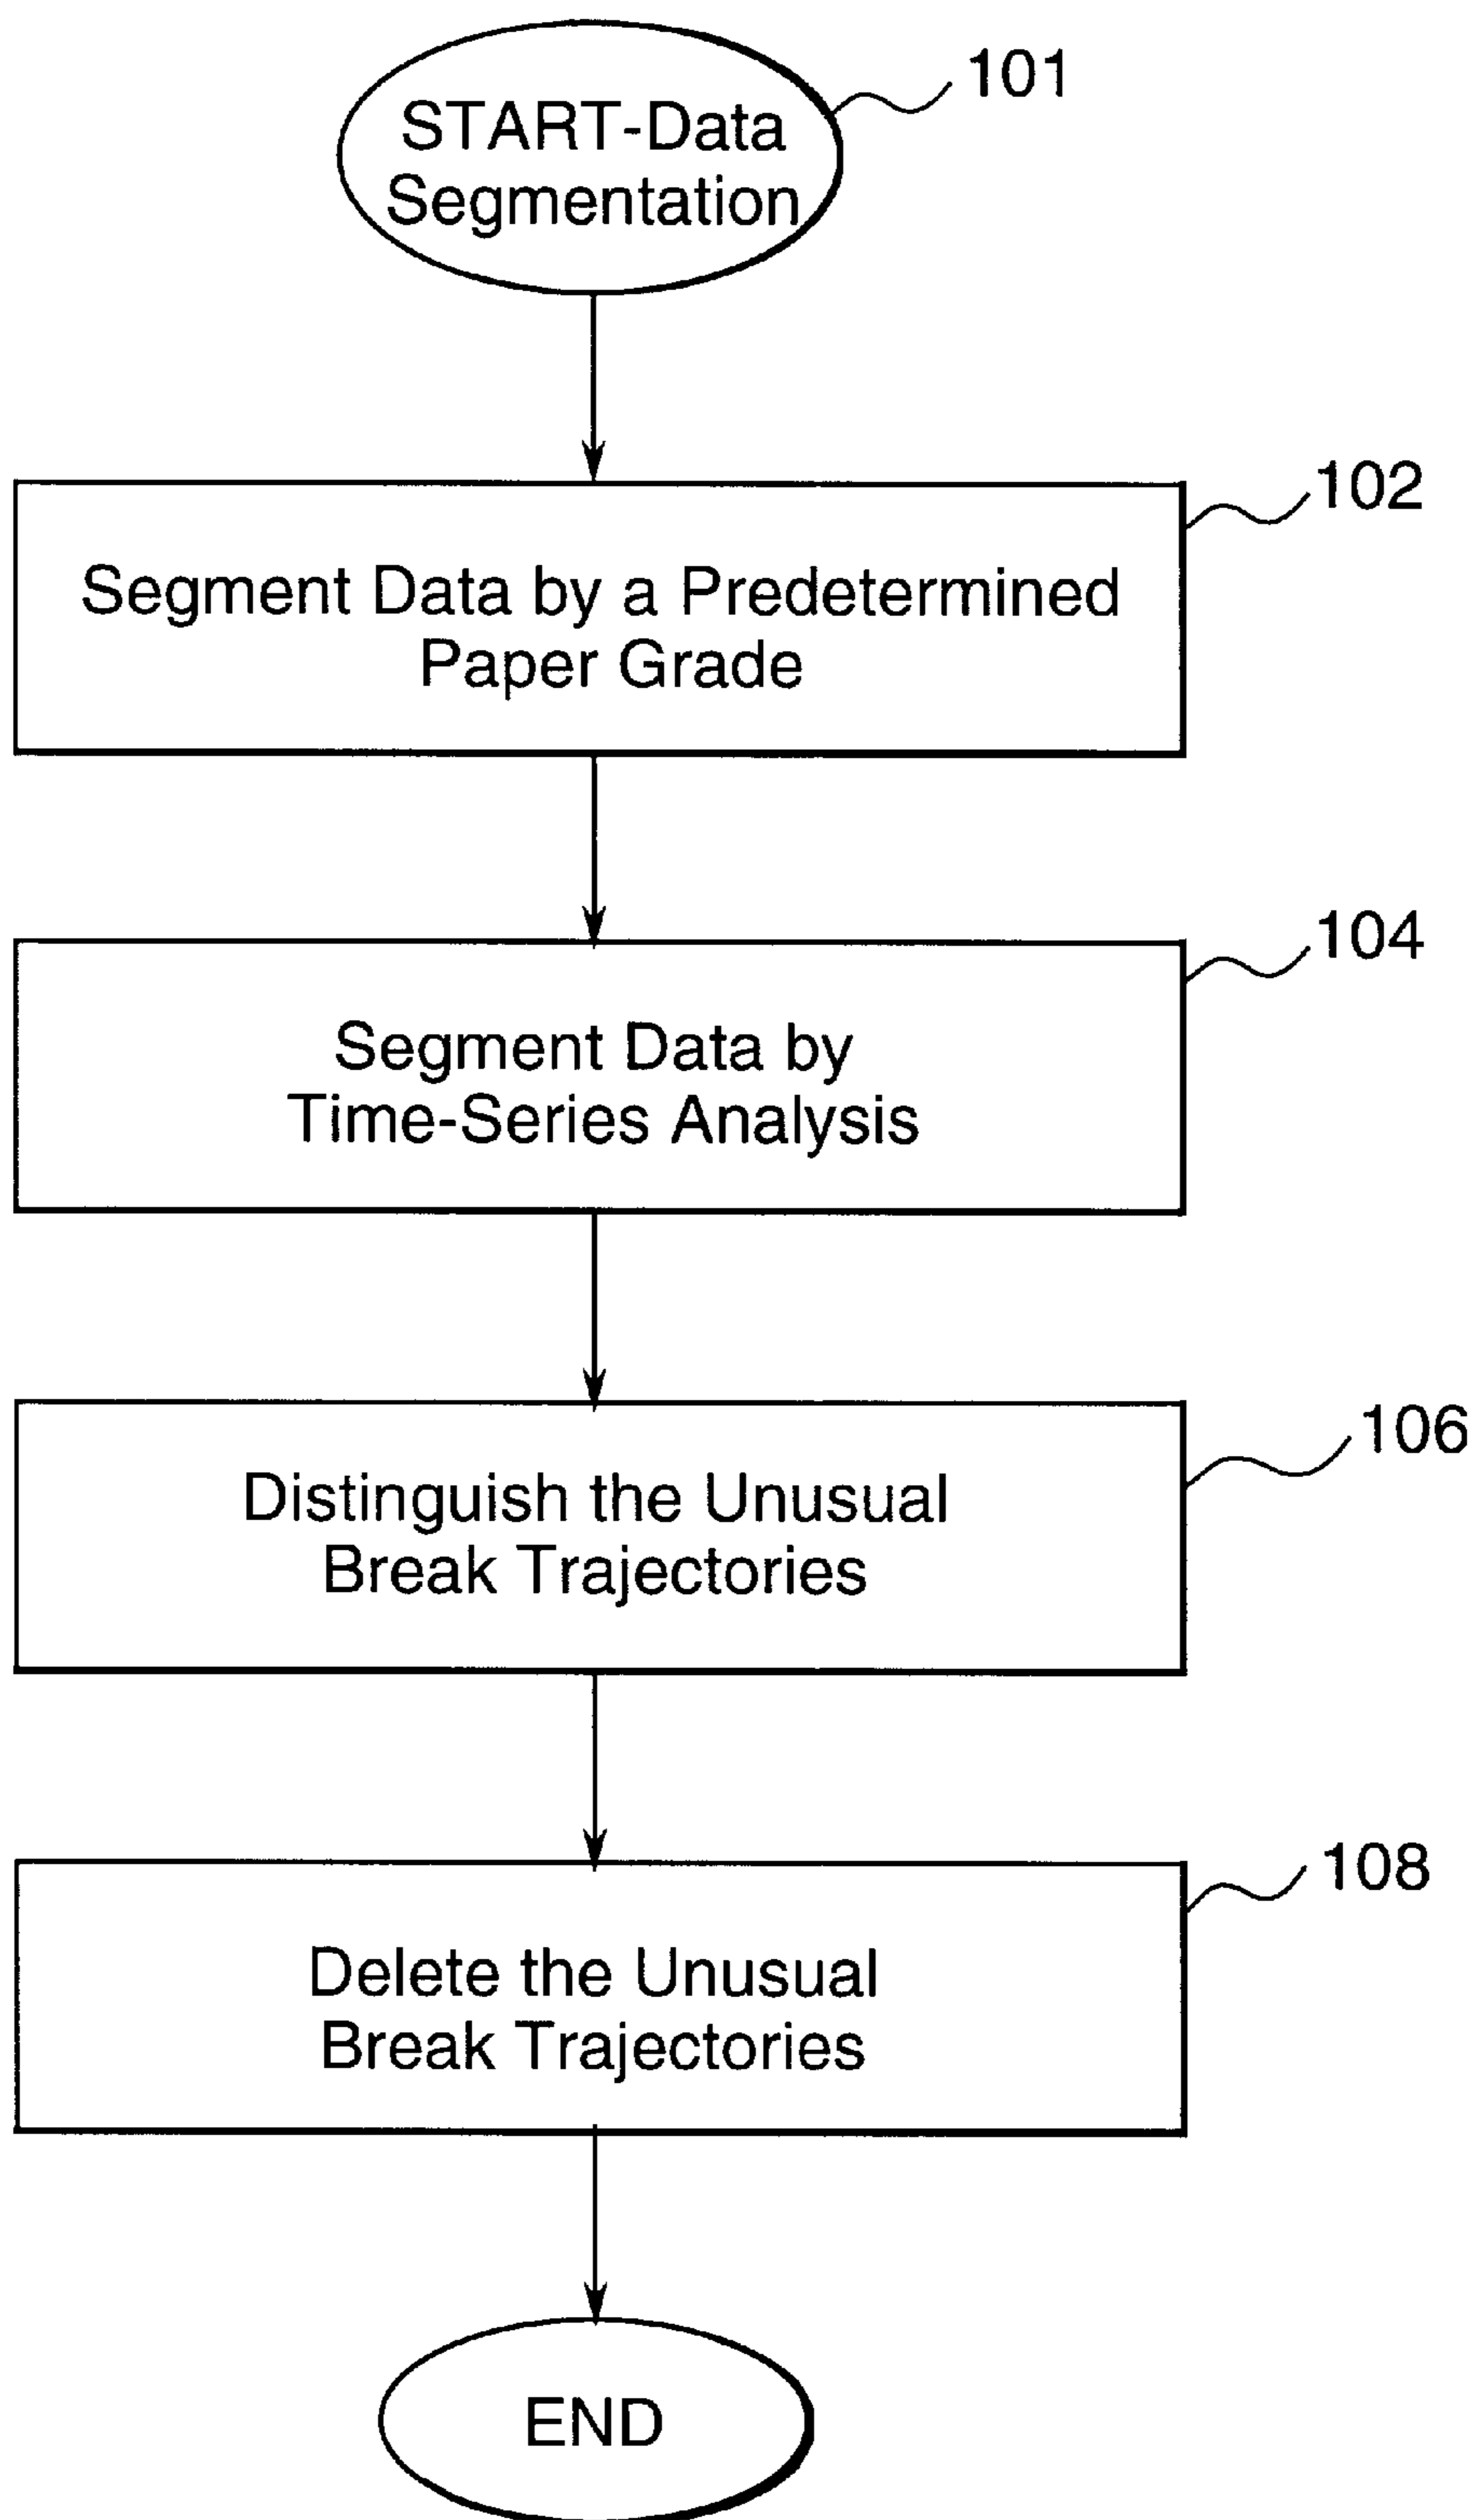 101
START-Data
Segmentation
102
Segment Data by a Predetermined
Paper Grade
104
Segment Data by
Time-Series Analysis
106
Distinguish the Unusual
Break Trajectories
108
Delete the Unusual
Break Trajectories
END